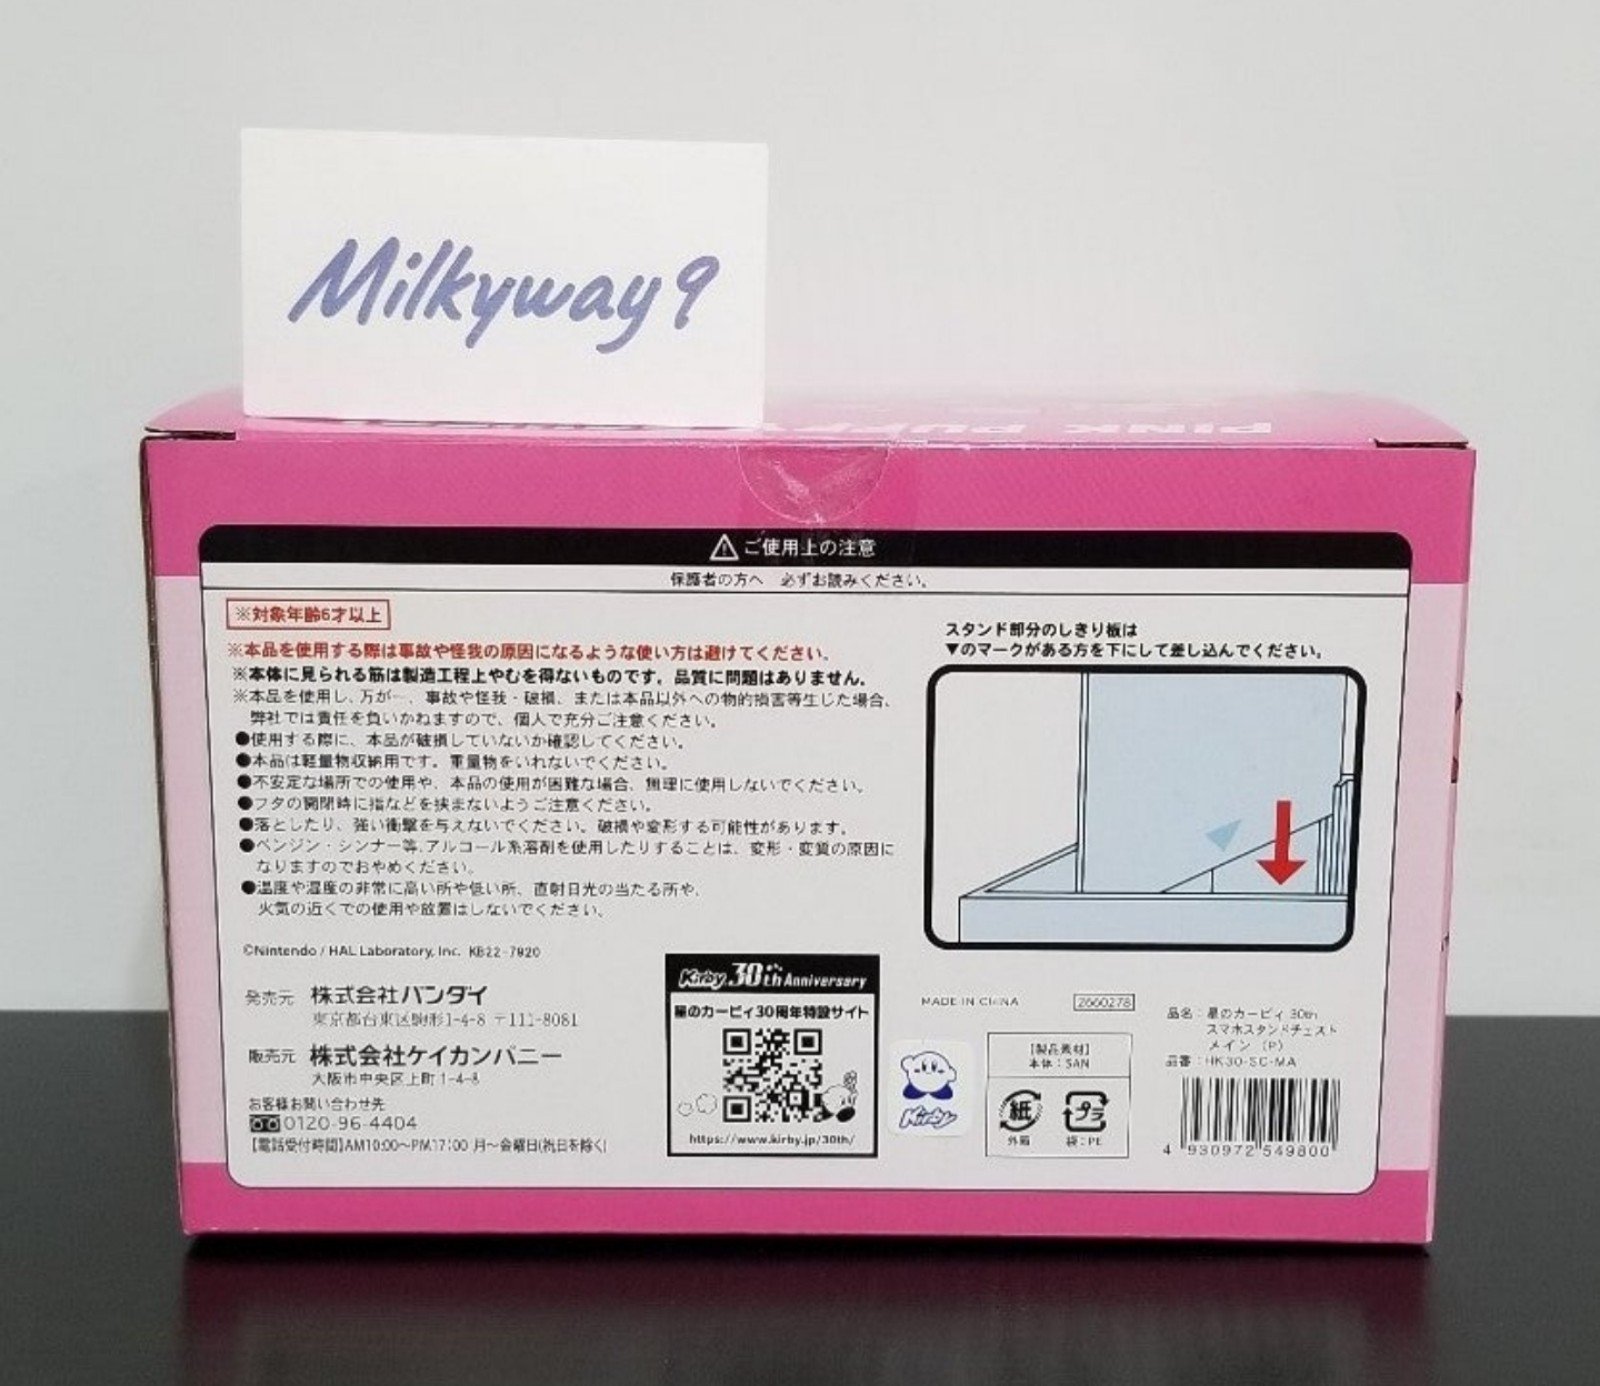 Milkyway9
PINK PUFFY
⚠ご使用上の注意
保護者の方へ 必ずお読みください。
※対象年齢6才以上
※本品を使用する際は事故や怪我の原因になるような使い方は避けてください。
※本体に見られる筋は製造工程上やむを得ないものです。品質に問題はありません。
※本品を使用し、万が一、事故や怪我・破損、または本品以外への物的損害等生じた場合、
弊社では責任を負いかねますので、個人で充分ご注意ください。
●使用する際に、本品が破損していないか確認してください。
●本品は軽量物収納用です。重量物をいれないでください。
●不安定な場所での使用や、本品の使用が困難な場合、無理に使用しないでください。
●フタの開閉時に指などを挟まないようご注意ください。
●落としたり、強い衝撃を与えないでください。破損や変形する可能性があります。
●ベンジン・シンナー等、アルコール系溶剤を使用したりすることは、変形・変質の原因に
なりますのでおやめください。
●温度や湿度の非常に高い所や低い所、直射日光の当たる所や、
火気の近くでの使用や放置はしないでください。
スタンド部分のしきり板は
▼のマークがある方を下にして差し込んでください。
©Nintendo / HAL Laboratory, Inc. KB22-7820
発売元 株式会社バンダイ
東京都台東区駒形1-4-8 〒111-8081
販売元 株式会社ケイカンパニー
大阪市中央区上町1-4-8
お客様お問い合わせ先
0120-96-4404
【電話受付時間】AM10:00〜PM17:00 月〜金曜日(祝日を除く)
Kirby 30th Anniversary
星のカービィ30周年特設サイト
https://www.kirby.jp/30th/
Kirby
MADE IN CHINA
2660278
[製品素材]
本体：SAN
紙
外箱
プラ
袋：PE
品名：星のカービィ 30th
スマホスタンドチェスト
メイン（P）
品番：HK30-SC-MA
4 930972 549800